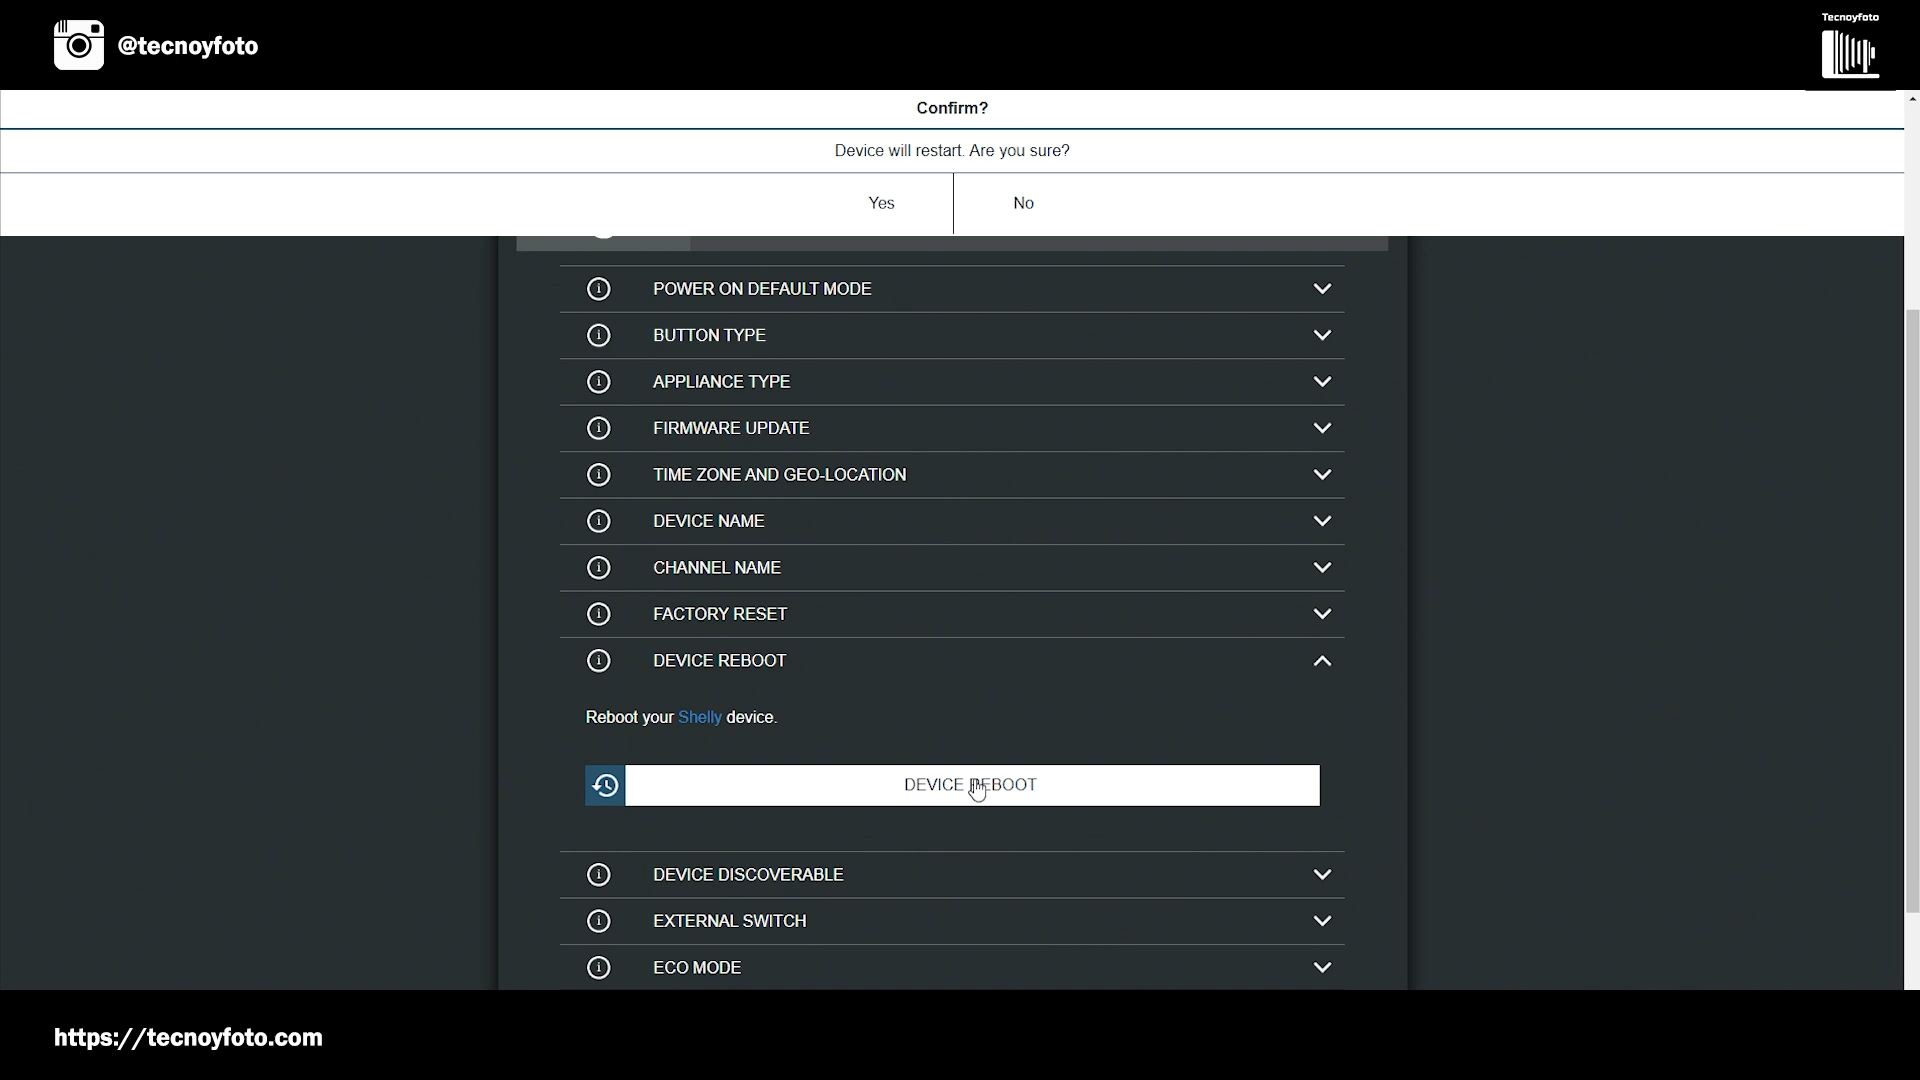 @tecnoyfoto
Tecnoyfoto
Confirm?
Device will restart. Are you sure?
Yes
No
POWER ON DEFAULT MODE
BUTTON TYPE
APPLIANCE TYPE
FIRMWARE UPDATE
TIME ZONE AND GEO-LOCATION
DEVICE NAME
CHANNEL NAME
FACTORY RESET
DEVICE REBOOT
Reboot your Shelly device.
DEVICE REBOOT
DEVICE DISCOVERABLE
EXTERNAL SWITCH
ECO MODE
https://tecnoyfoto.com